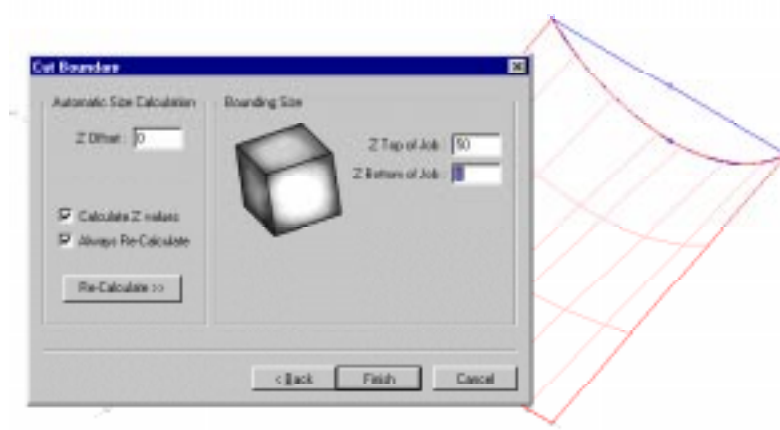 Cut Boundary
Automatic Size Calculation
Z Offset : 0
Calculate Z values
Always Re-Calculate
Re-Calculate >>
Bounding Size
Z Top of Job : 50
Z Bottom of Job :
< Back
Finish
Cancel